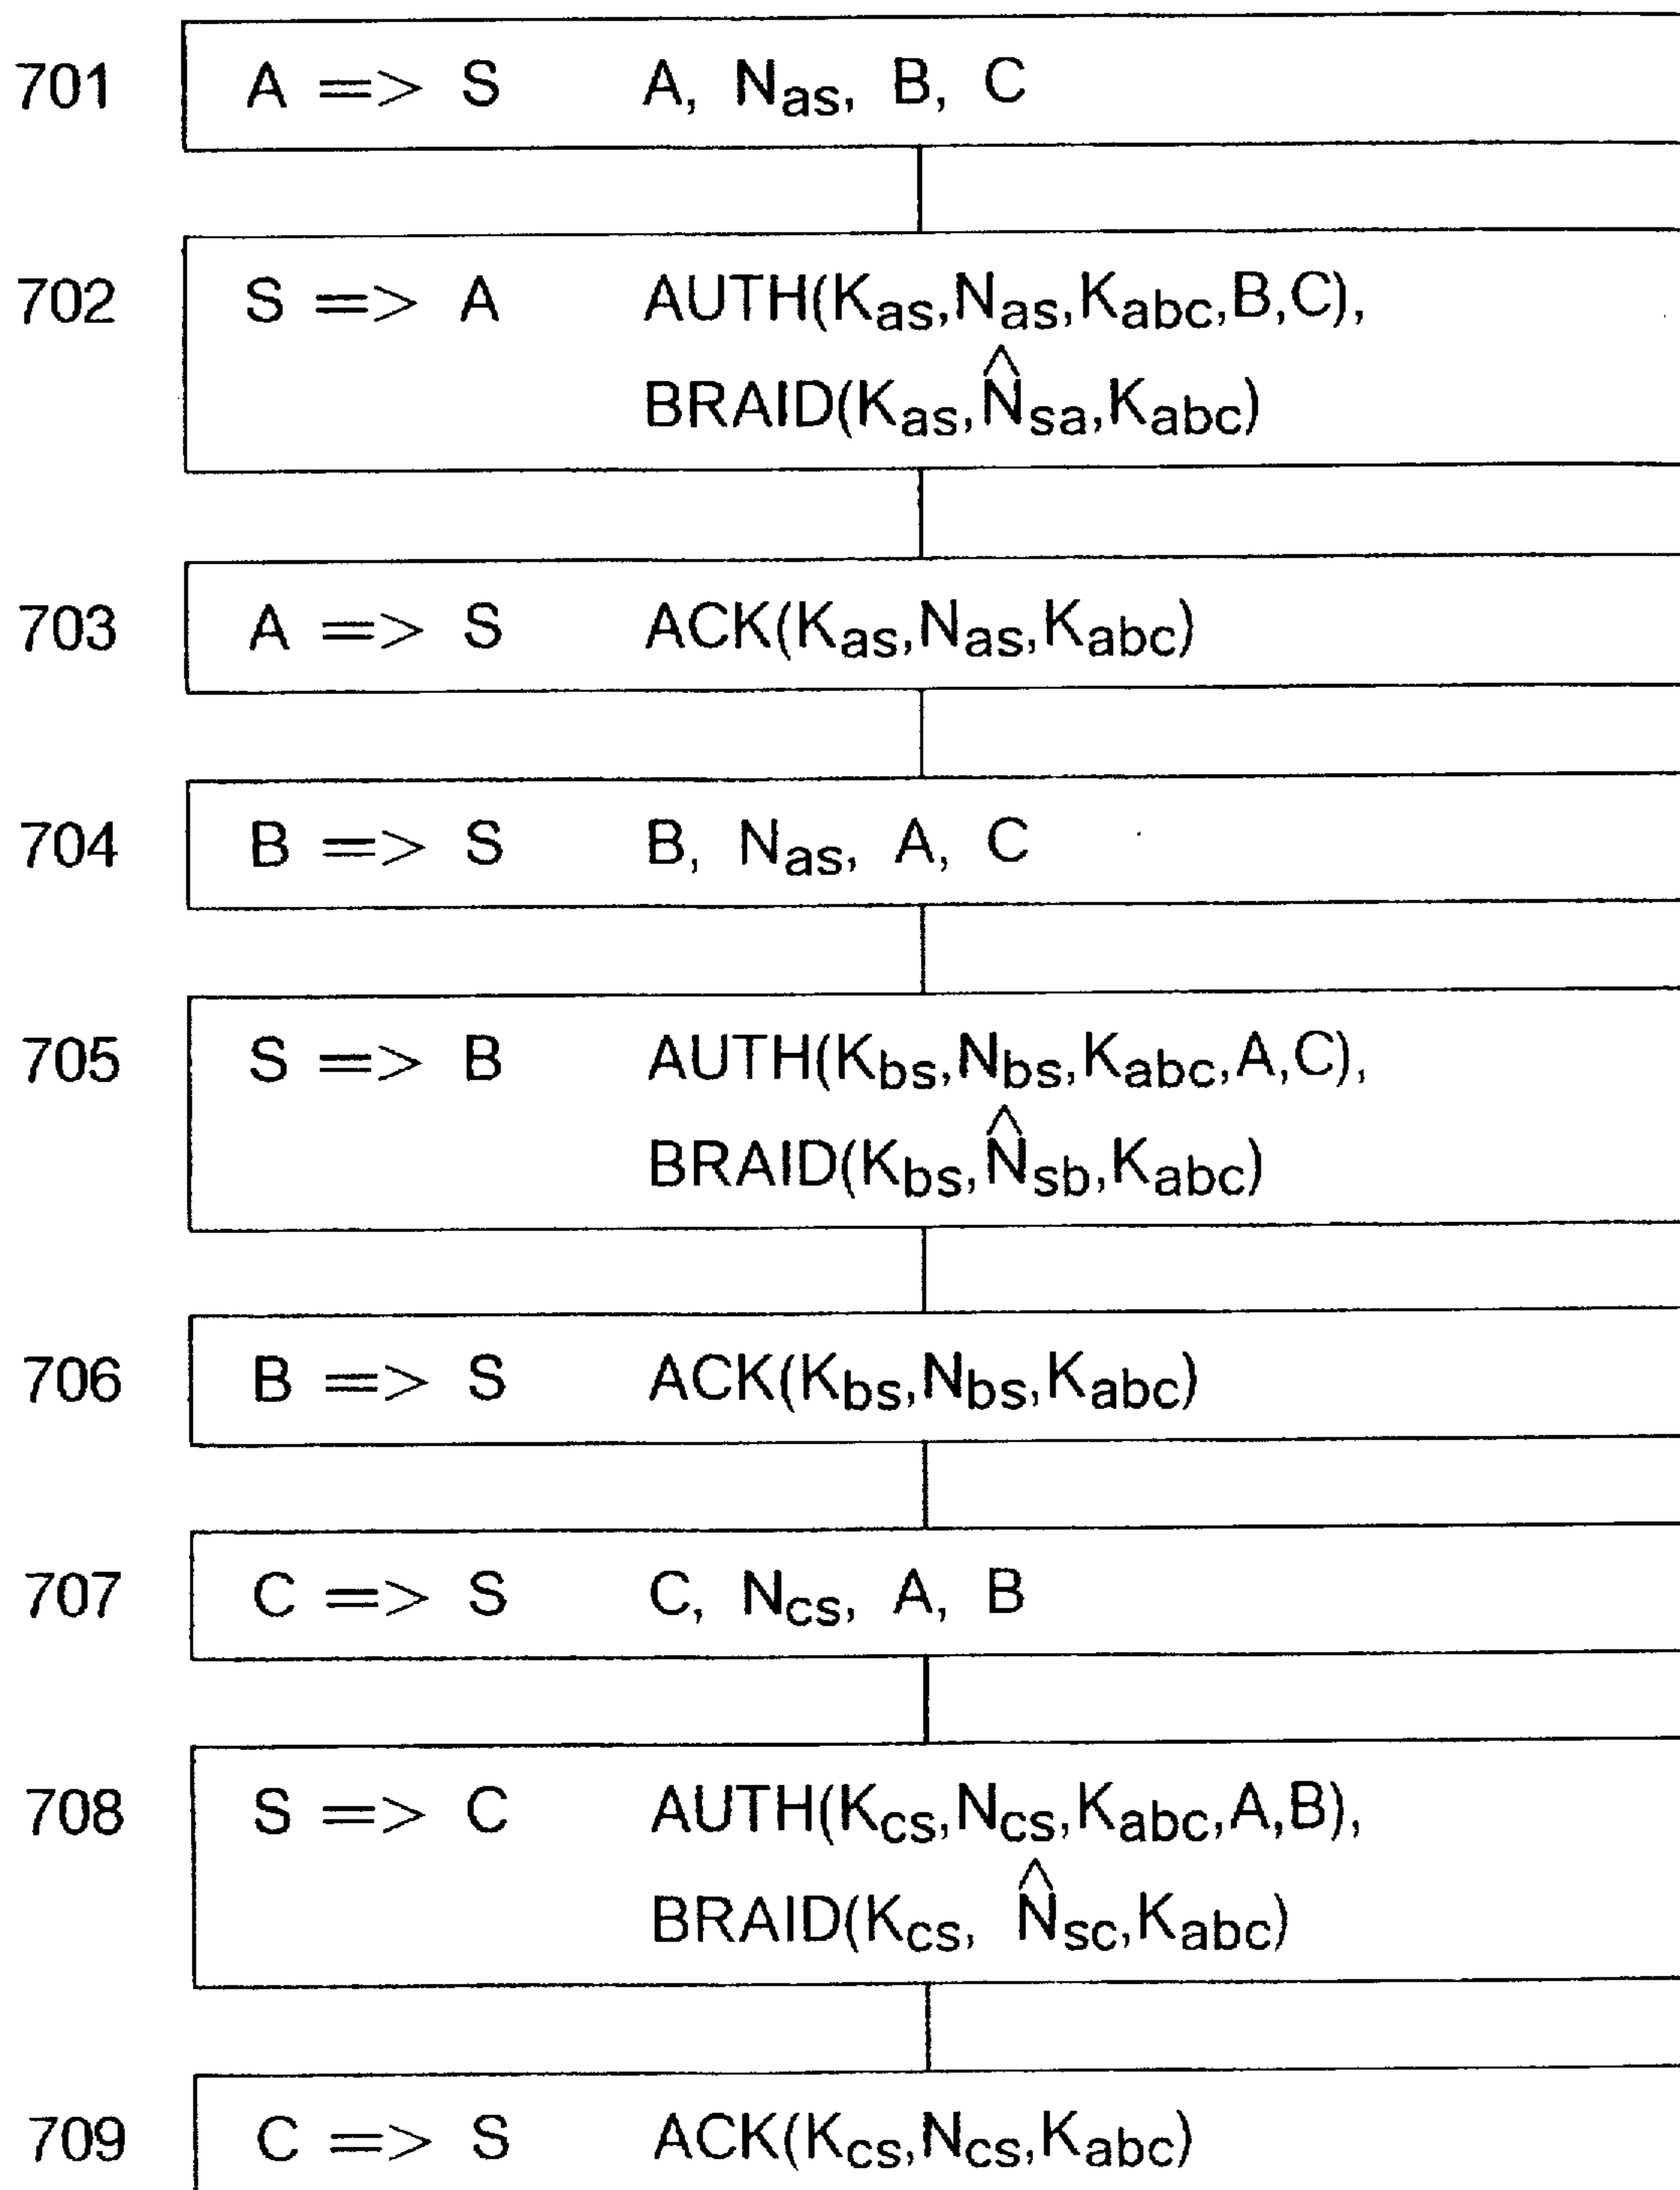 701 A => S A, Nas, B, C
702 S => A AUTH(Kas,Nas,Kabc,B,C),
BRAID(Kas,N̂sa,Kabc)
703 A => S ACK(Kas,Nas,Kabc)
704 B => S B, Nas, A, C
705 S => B AUTH(Kbs,Nbs,Kabc,A,C),
BRAID(Kbs,N̂sb,Kabc)
706 B => S ACK(Kbs,Nbs,Kabc)
707 C => S C, Ncs, A, B
708 S => C AUTH(Kcs,Ncs,Kabc,A,B),
BRAID(Kcs, N̂sc,Kabc)
709 C => S ACK(Kcs,Ncs,Kabc)